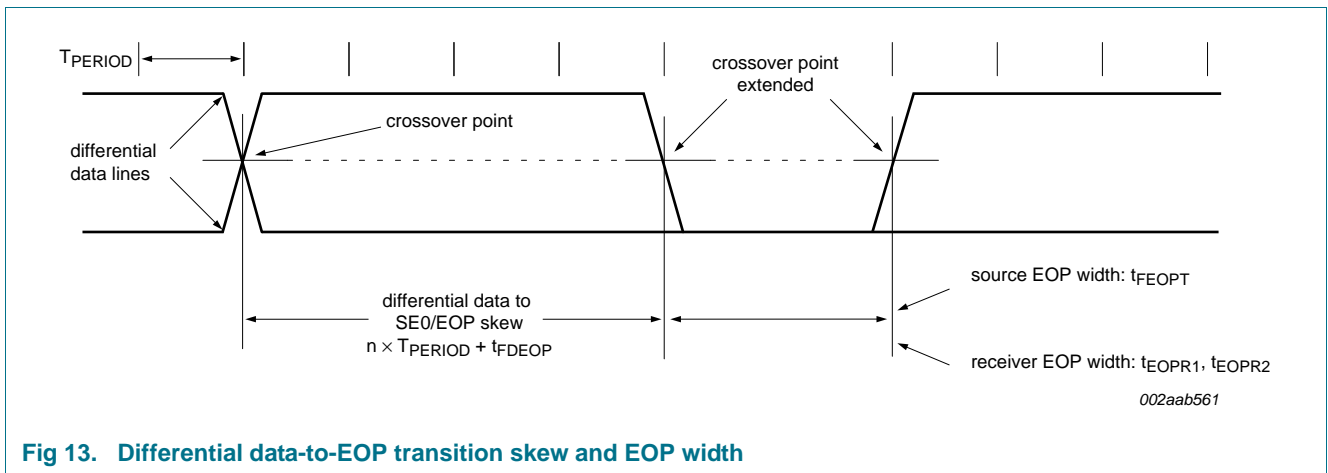 TPERIOD
crossover point
extended
crossover point
differential
data lines
differential data to
SE0/EOP skew
n × TPERIOD + tFDEOP
source EOP width: tFEOPT
receiver EOP width: tEOPR1, tEOPR2
002aab561
Fig 13. Differential data-to-EOP transition skew and EOP width